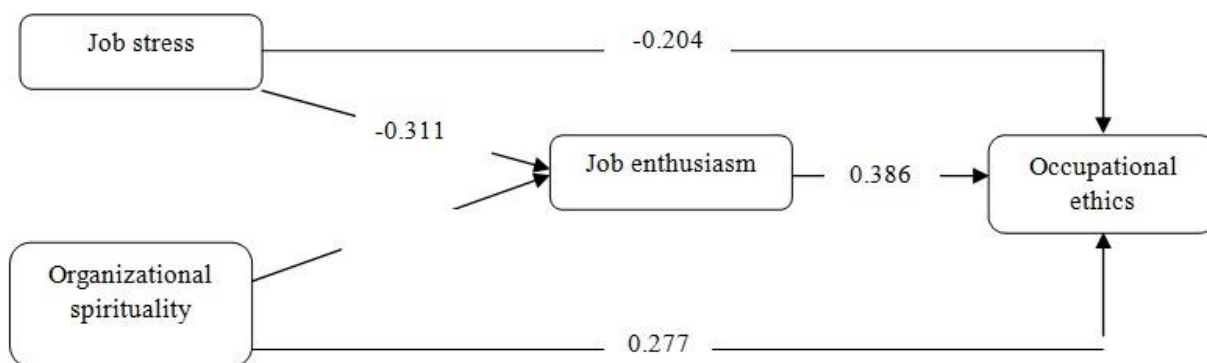 Job stress
-0.204
-0.311
Job enthusiasm
0.386
Occupational
ethics
Organizational
spirituality
0.277